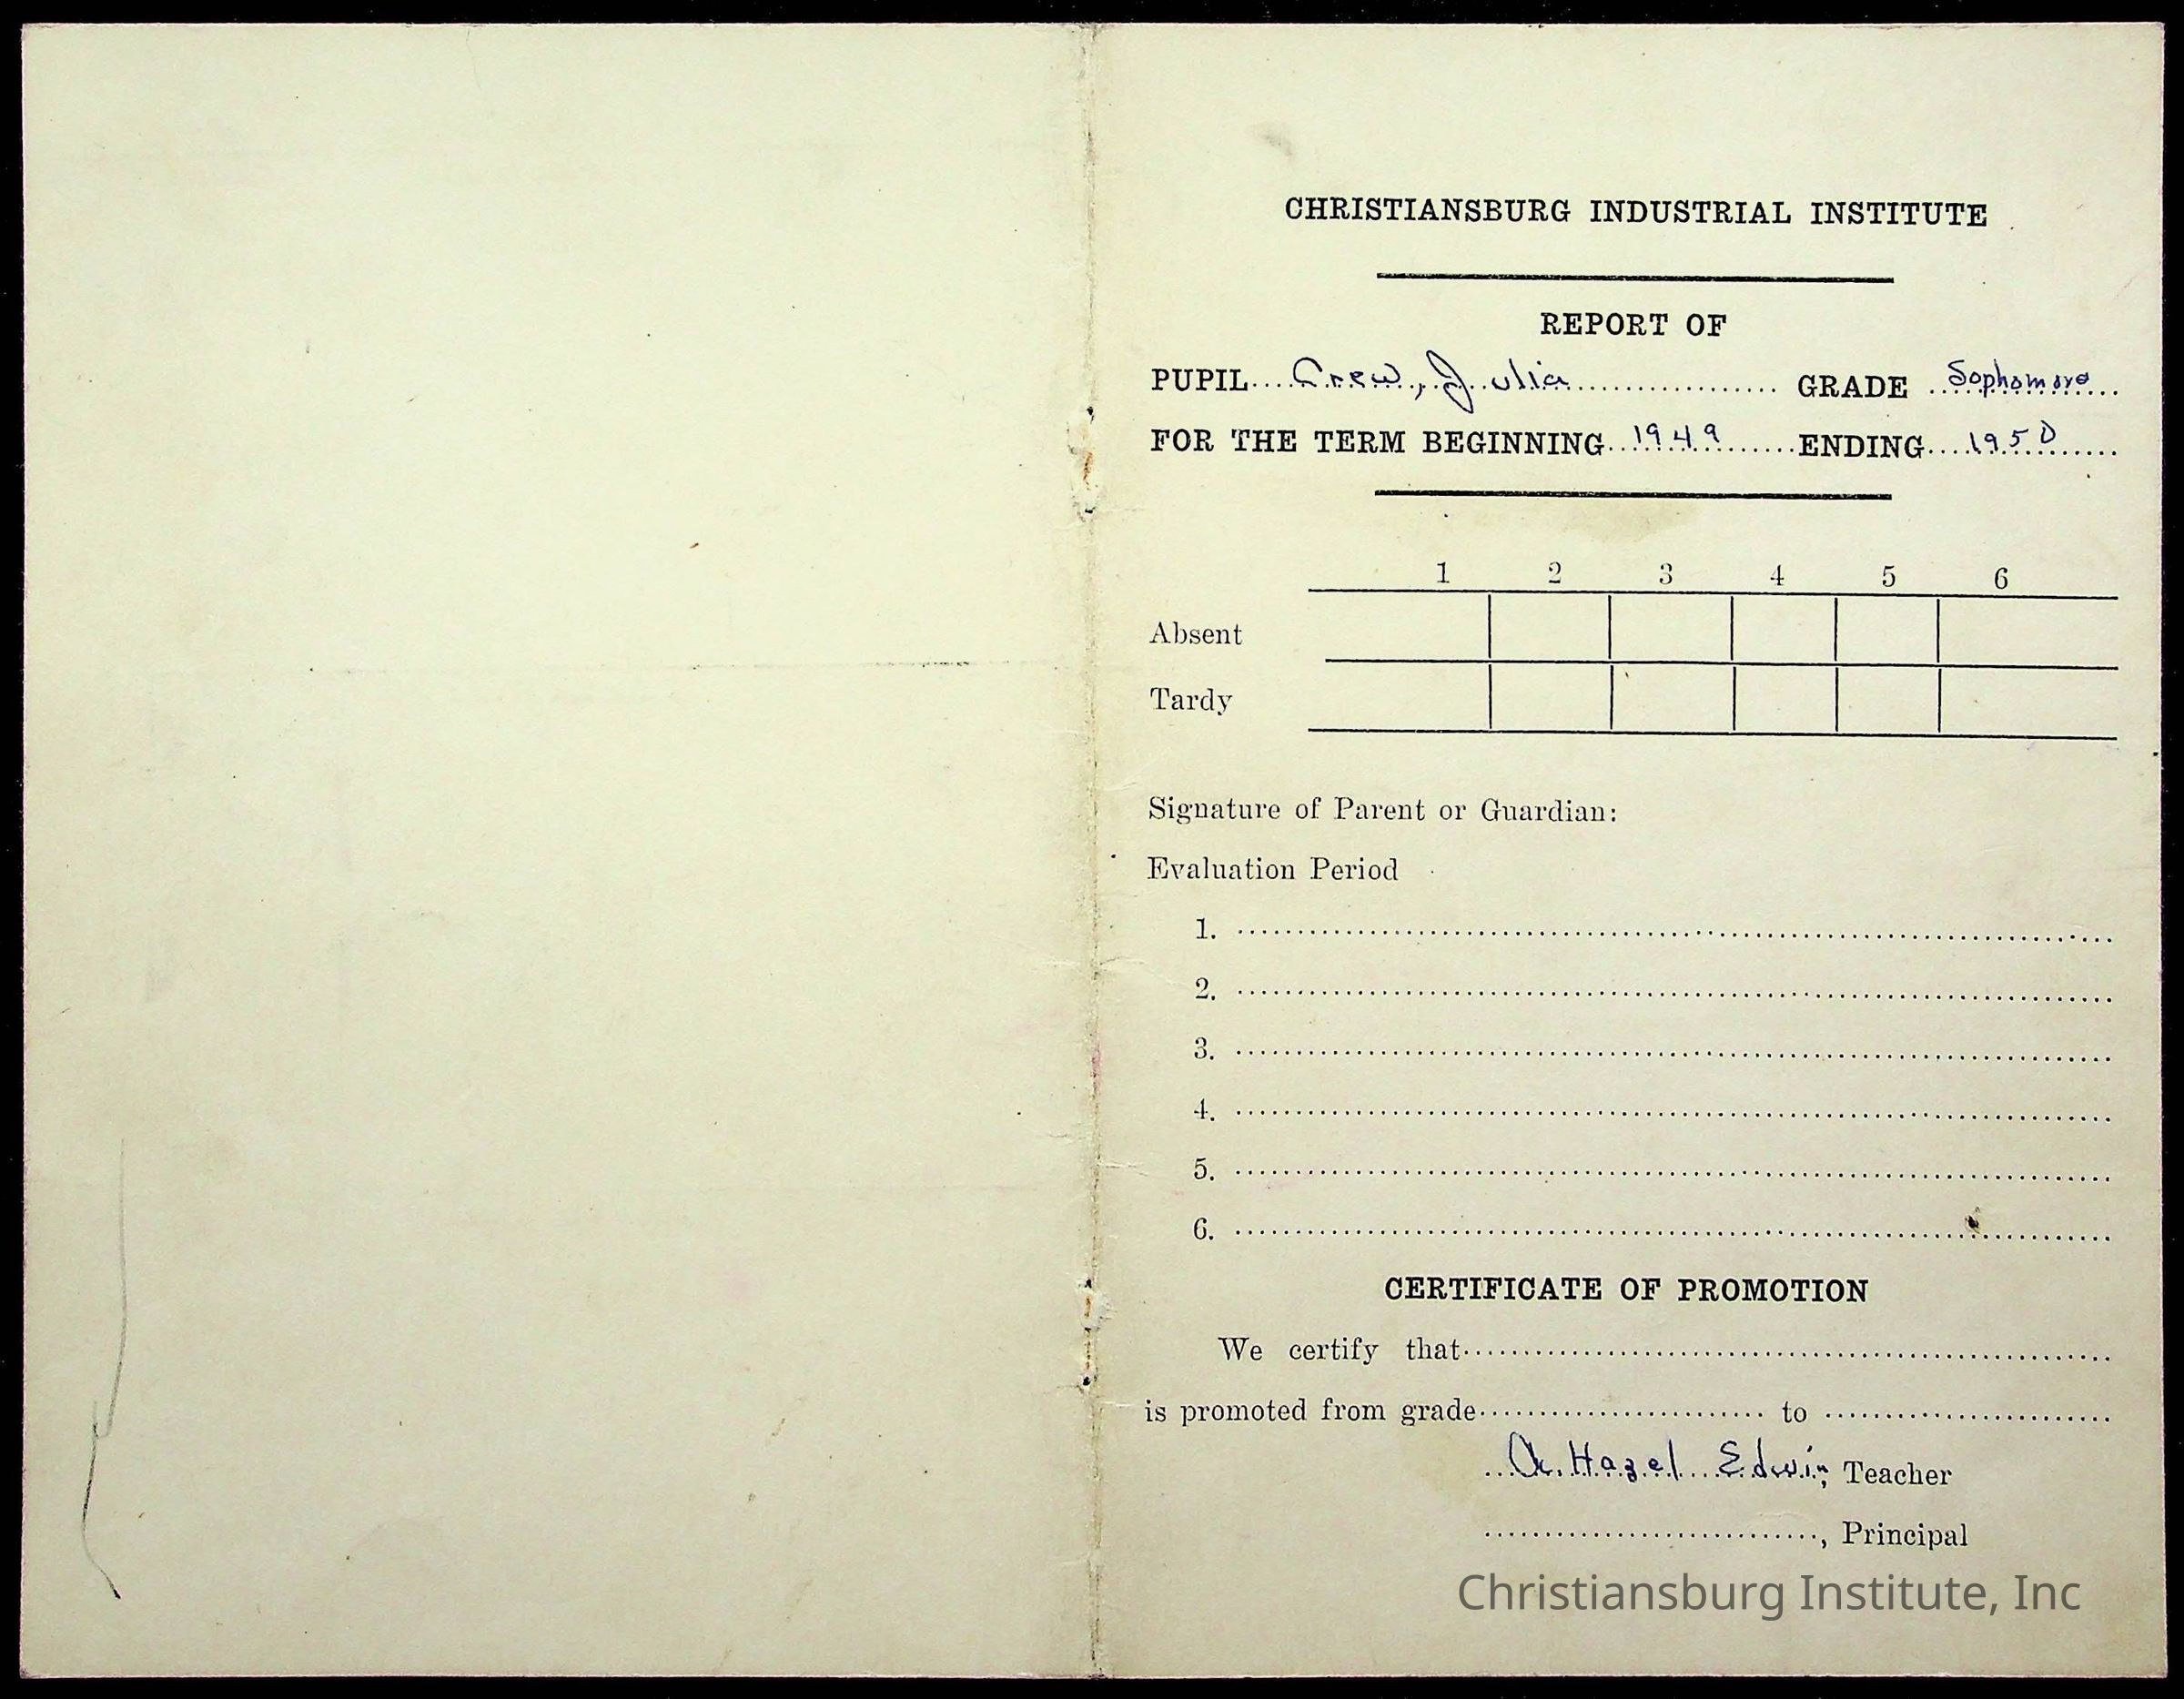 CHRISTIANSBURG INDUSTRIAL INSTITUTE
REPORT OF
PUPIL Crew, Julia GRADE Sophomore
FOR THE TERM BEGINNING 1949 ENDING 1950
1 2 3 4 5 6
Absent
Tardy
Signature of Parent or Guardian:
Evaluation Period
1.
2.
3.
4.
5.
6.
CERTIFICATE OF PROMOTION
We certify that
is promoted from grade to
A. Hazel Edwin, Teacher
, Principal
Christiansburg Institute, Inc